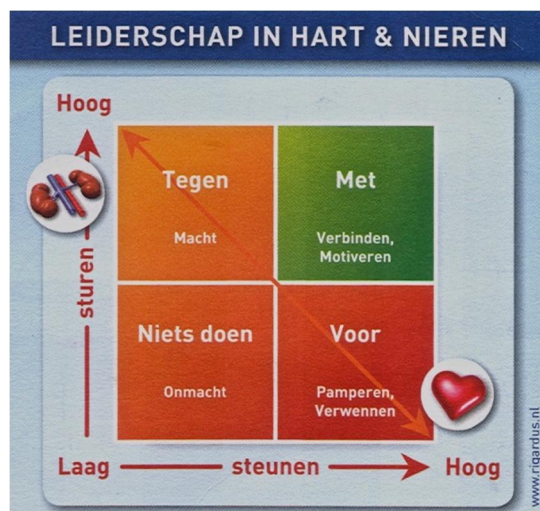 LEIDERSCHAP IN HART & NIEREN
Hoog
sturen
Tegen
Macht
Met
Verbinden,
Motiveren
Niets doen
Onmacht
Voor
Pamperen,
Verwennen
Laag
steunen
Hoog
www.rigardus.nl